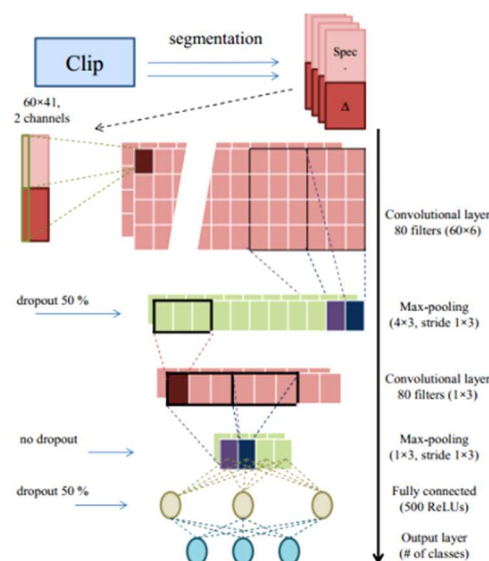 segmentation
Clip
Spec
.
Δ
60×41,
2 channels
Convolutional layer
80 filters (60×6)
dropout 50 %
Max-pooling
(4×3, stride 1×3)
Convolutional layer
80 filters (1×3)
no dropout
Max-pooling
(1×3, stride 1×3)
dropout 50 %
Fully connected
(500 ReLUs)
Output layer
(# of classes)